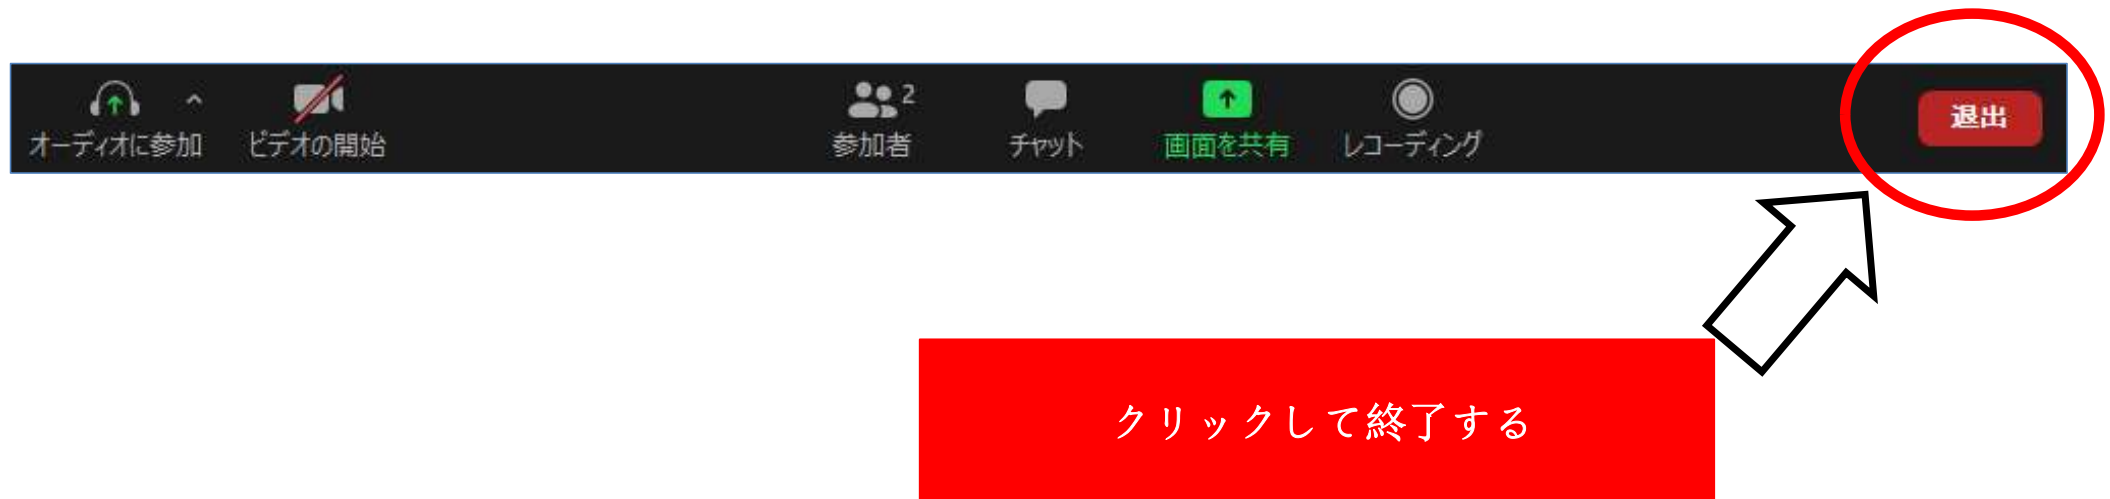 2
オーディオに参加 ビデオの開始 参加者 チャット 画面を共有 レコーディング 退出
クリックして終了する